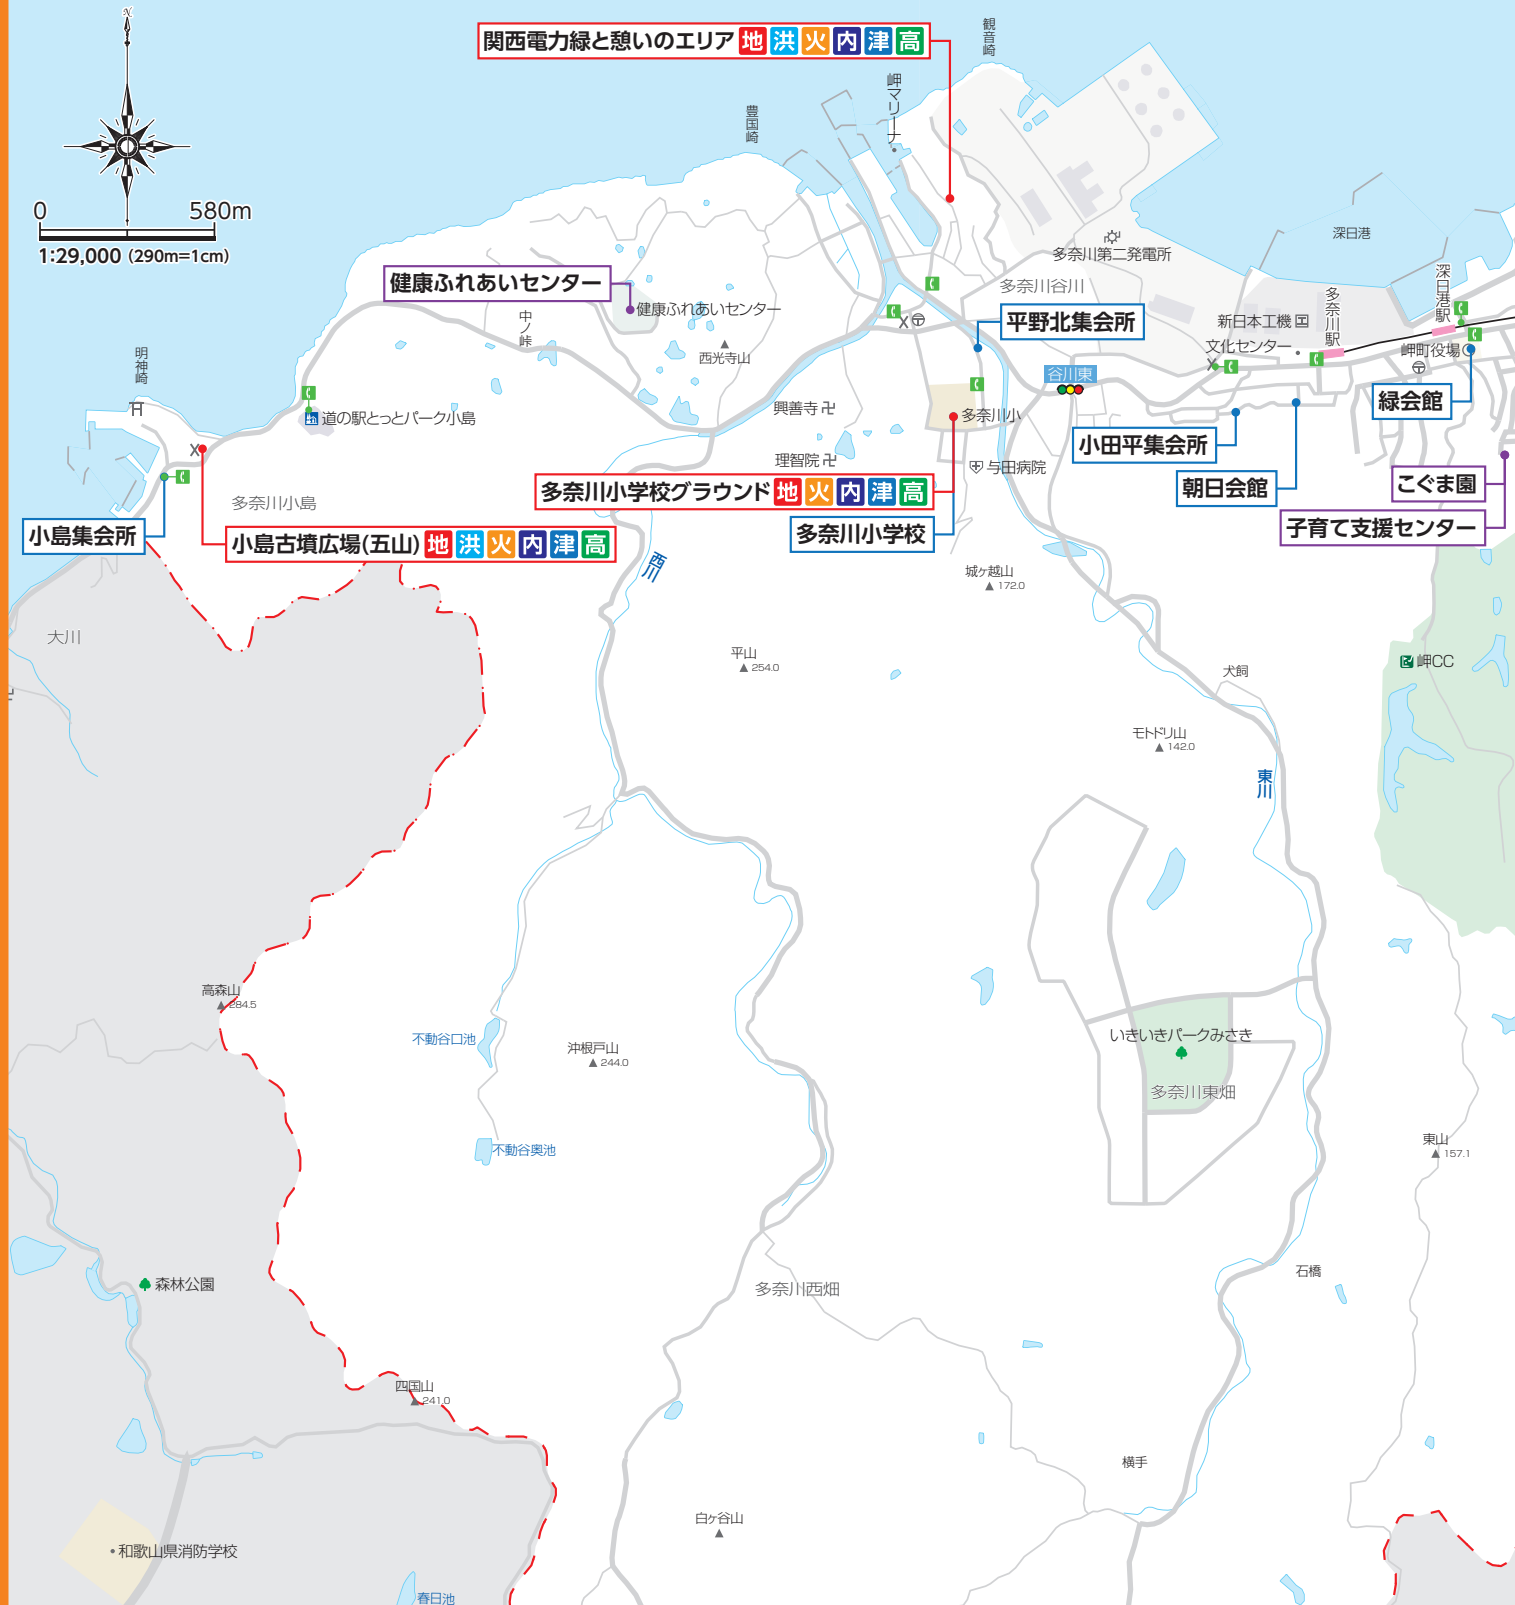 N
0 580m
1:29,000 (290m=1cm)
関西電力緑と憩いのエリア 地 洪 火 内 津 高
観音崎
岬マリーナ
豊国崎
多奈川第二発電所
深日港
深日港駅
多奈川谷川
健康ふれあいセンター
健康ふれあいセンター
中ノ峠
西光寺山
平野北集会所
新日本工機
多奈川駅
文化センター
岬町役場
明神崎
谷川東
緑会館
道の駅とっとパーク小島
興善寺
多奈川小
小田平集会所
理智院
与田病院
朝日会館
こぐま園
子育て支援センター
多奈川小学校グラウンド 地 火 内 津 高
多奈川小学校
多奈川小島
小島集会所
小島古墳広場(五山) 地 洪 火 内 津 高
西川
城ヶ越山
172.0
大川
平山
254.0
犬飼
岬CC
モトドリ山
142.0
東川
高森山
284.5
不動谷口池
沖根戸山
244.0
いきいきパークみさき
多奈川東畑
不動谷奥池
東山
157.1
森林公園
多奈川西畑
石橋
四国山
241.0
横手
白ヶ谷山
和歌山県消防学校
春日池